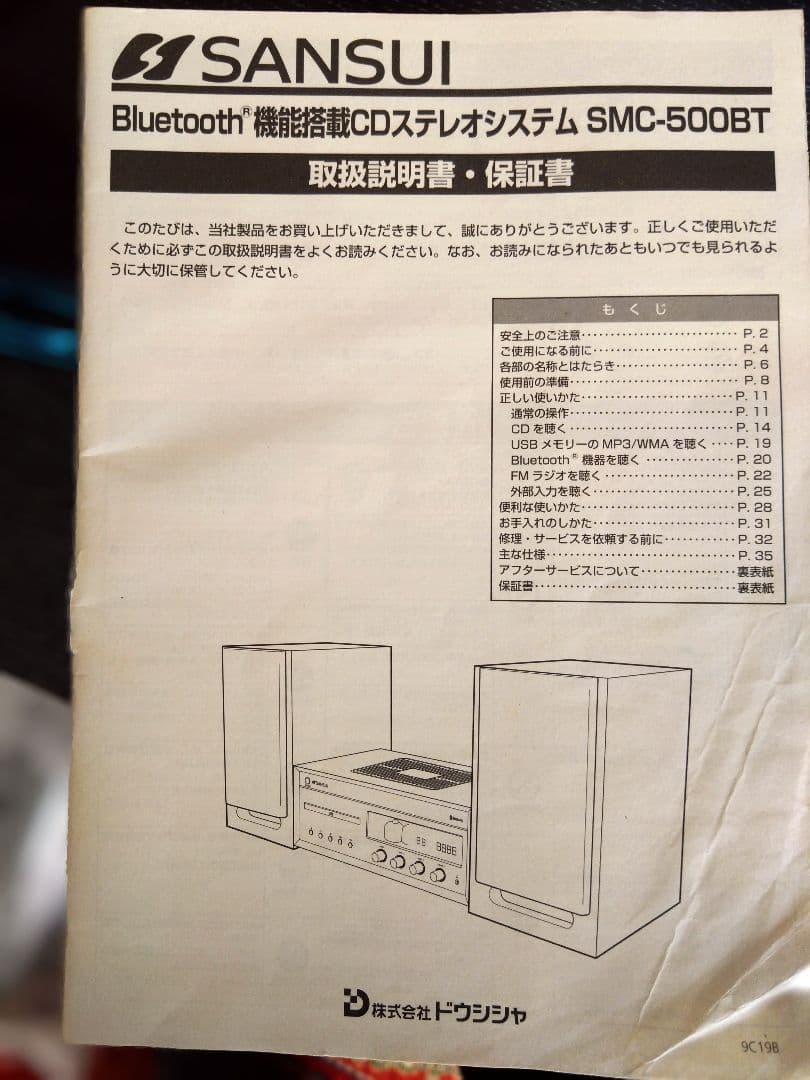 SANSUI
Bluetooth®機能搭載CDステレオシステム SMC-500BT
取扱説明書・保証書
このたびは、当社製品をお買い上げいただきまして、誠にありがとうございます。正しくご使用いただ
くために必ずこの取扱説明書をよくお読みください。なお、お読みになられたあともいつでも見られるよ
うに大切に保管してください。
もくじ
安全上のご注意 P. 2
ご使用になる前に P. 4
各部の名称とはたらき P. 6
使用前の準備 P. 8
正しい使いかた P. 11
通常の操作 P. 11
CD を聴く P. 14
USB メモリーの MP3/WMA を聴く P. 19
Bluetooth® 機器を聴く P. 20
FM ラジオを聴く P. 22
外部入力を聴く P. 25
便利な使いかた P. 28
お手入れのしかた P. 31
修理・サービスを依頼する前に P. 32
主な仕様 P. 35
アフターサービスについて 裏表紙
保証書 裏表紙
株式会社 ドウシシャ
9C19B